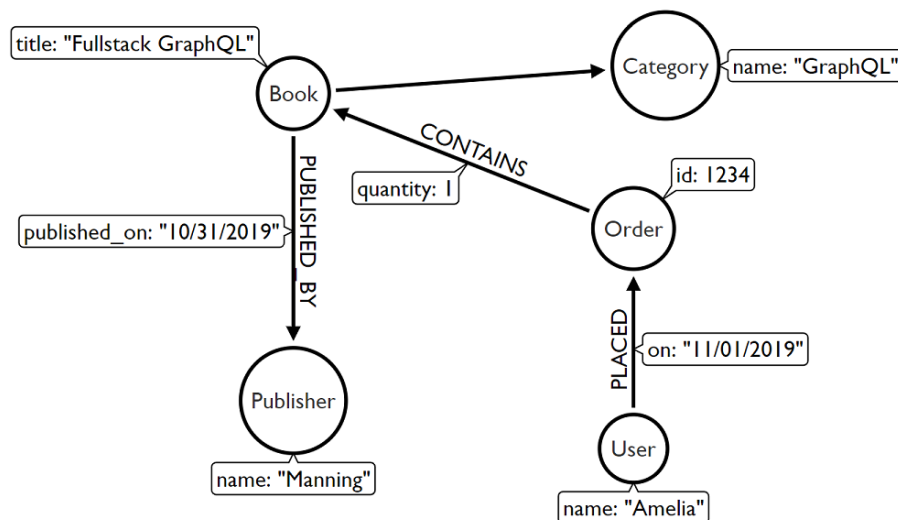 title: "Fullstack GraphQL"
Book
Category
name: "GraphQL"
CONTAINS
quantity: 1
id: 1234
Order
PUBLISHED_BY
published_on: "10/31/2019"
PLACED
on: "11/01/2019"
Publisher
name: "Manning"
User
name: "Amelia"